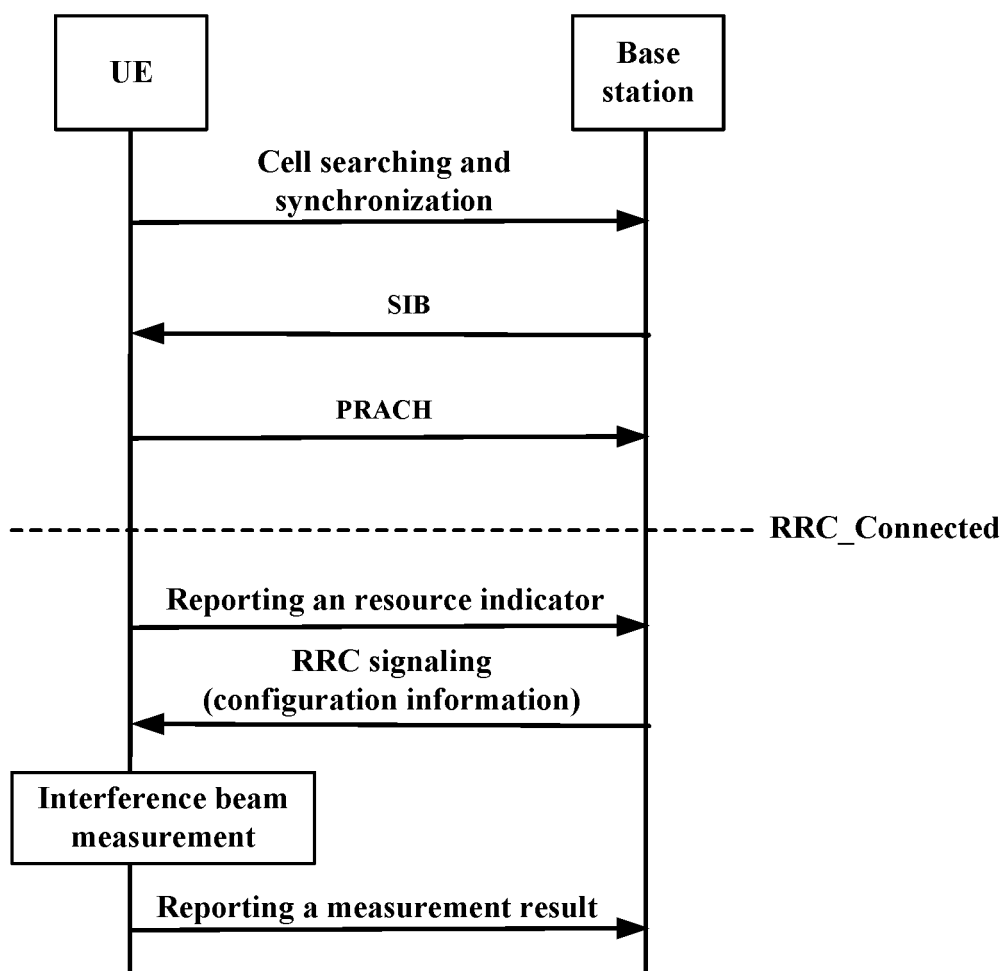 UE
Base
station
Cell searching and
synchronization
SIB
PRACH
RRC_Connected
Reporting an resource indicator
RRC signaling
(configuration information)
Interference beam
measurement
Reporting a measurement result